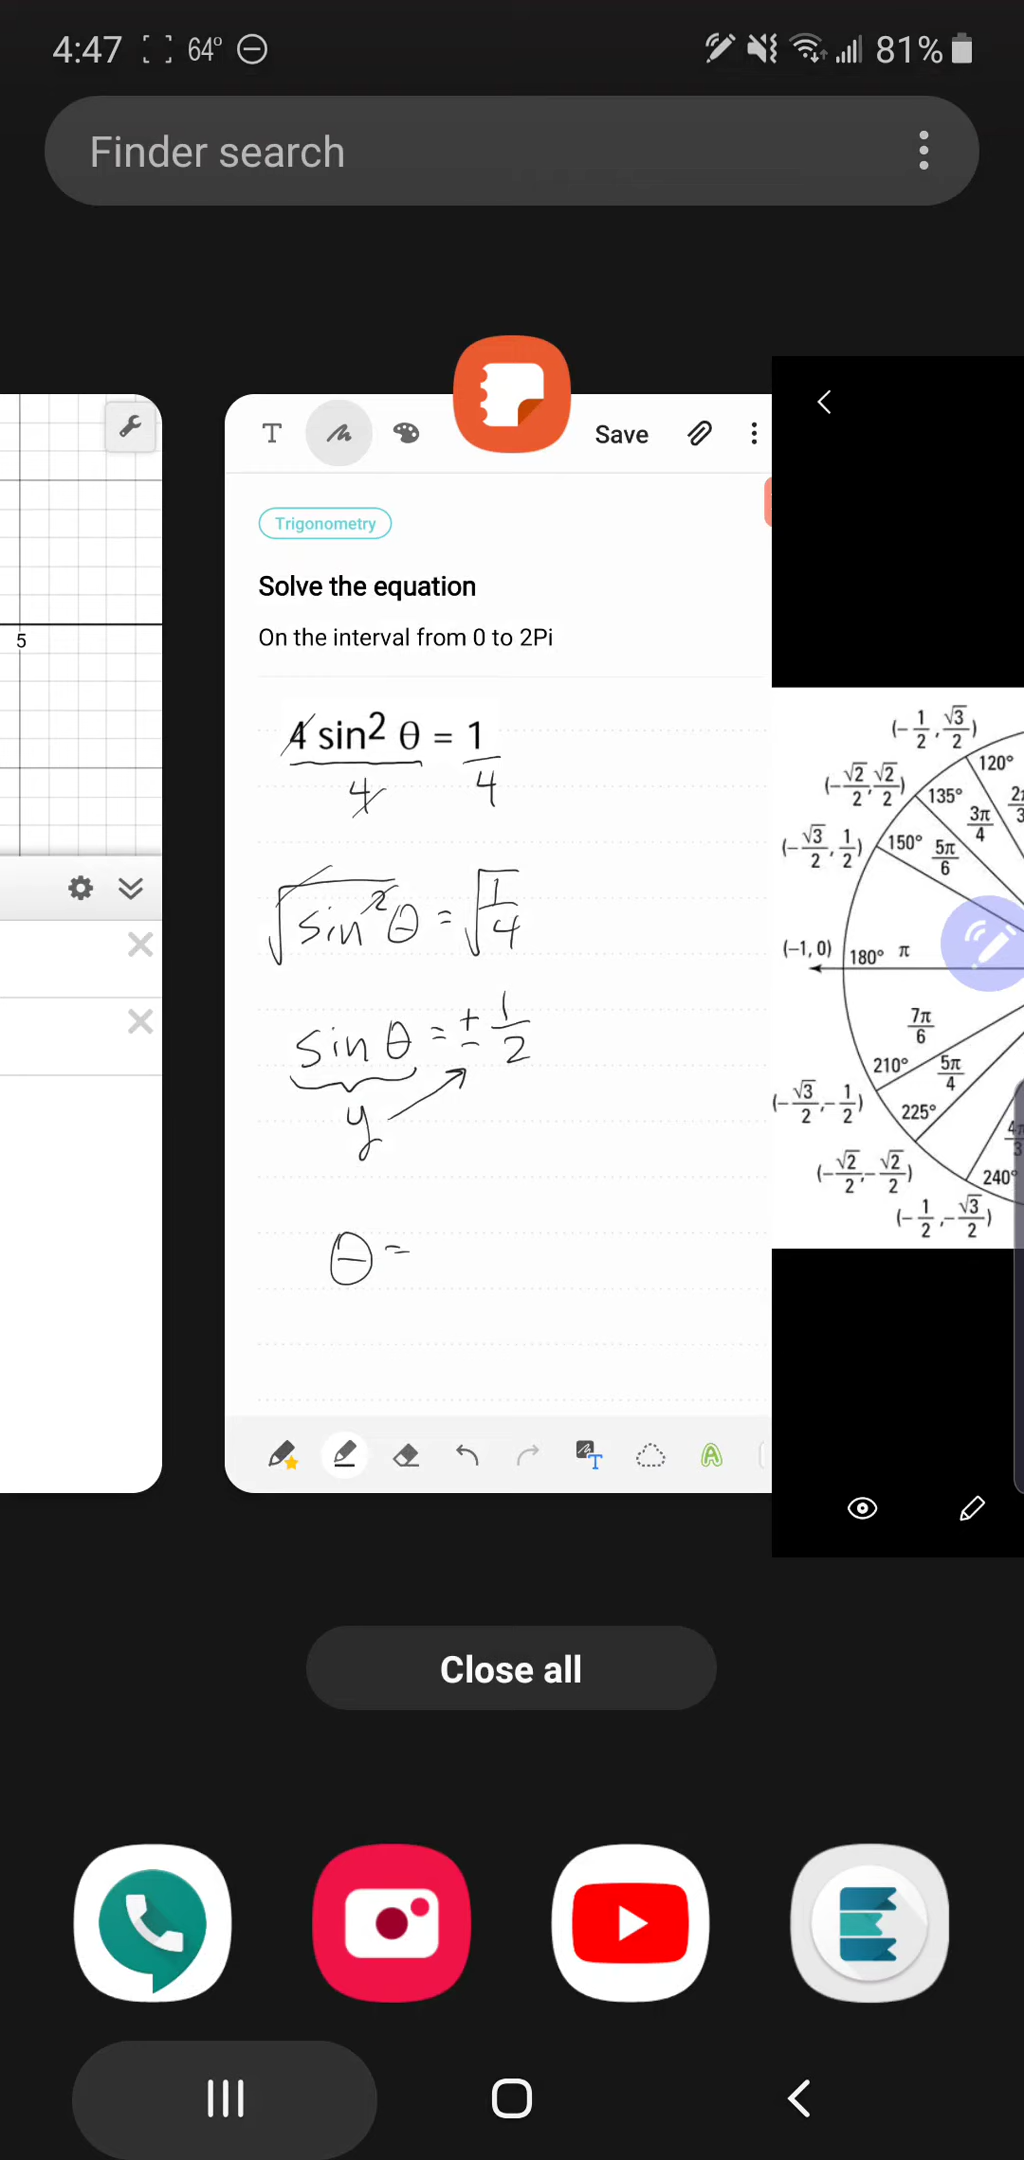 4:47 64° 81%
Finder search
T Save
Trigonometry
Solve the equation
On the interval from 0 to 2Pi
4 sin² θ = 1
4 4
√sin²θ = √1/4
sin θ = ± 1/2
y
θ =
5
(-1/2, √3/2)
120°
(-√2/2, √2/2)
135°
3π/4
(-√3/2, 1/2)
150° 5π/6
(-1, 0) 180° π
7π/6
210° 5π/4
(-√3/2, -1/2)
225°
(-√2/2, -√2/2)
240°
(-1/2, -√3/2)
T
A
Close all